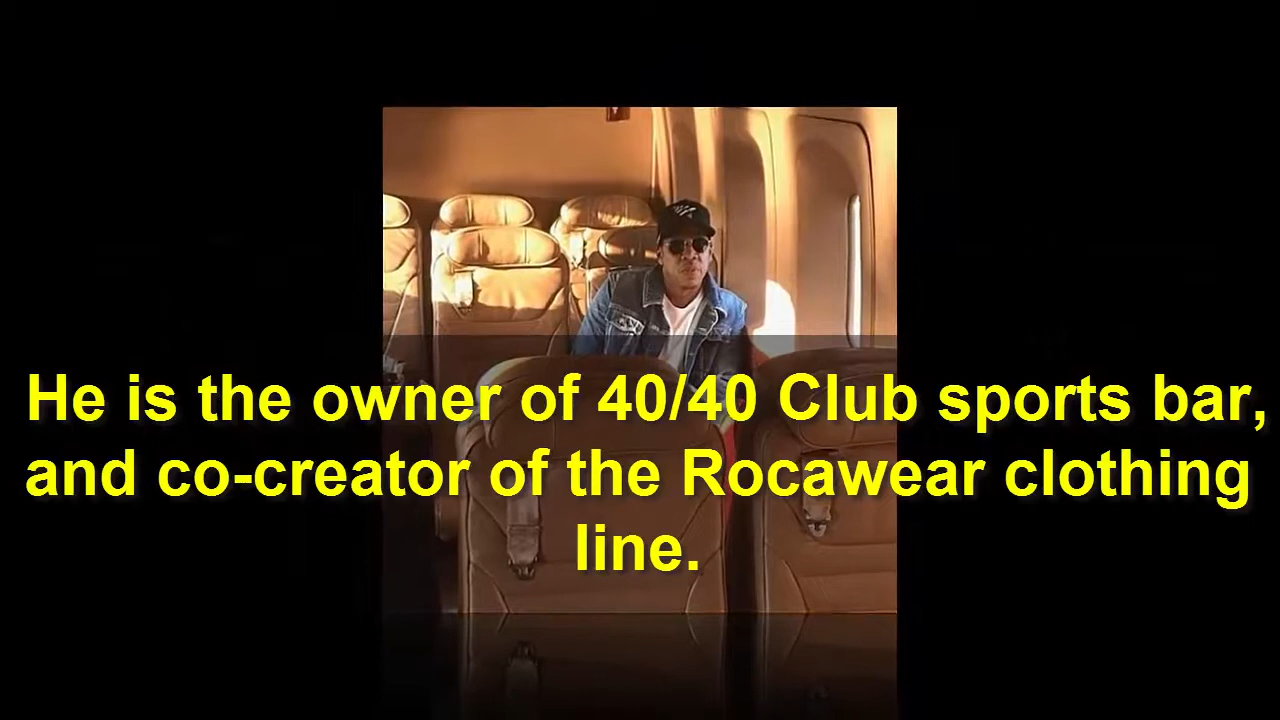 He is the owner of 40/40 Club sports bar,
and co-creator of the Rocawear clothing
line.